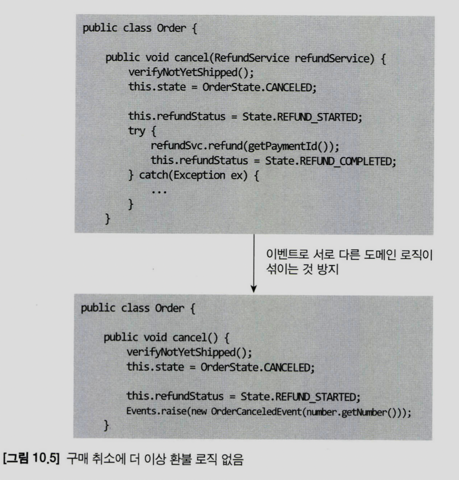 public class Order {
public void cancel(RefundService refundService) {
verifyNotYetShipped();
this.state = OrderState.CANCELED;
this.refundStatus = State.REFUND_STARTED;
try {
refundSvc.refund(getPaymentId());
this.refundStatus = State.REFUND_COMPLETED;
} catch(Exception ex) {
...
}
}
이벤트로 서로 다른 도메인 로직이
섞이는 것 방지
public class Order {
public void cancel() {
verifyNotYetShipped();
this.state = OrderState.CANCELED;
this.refundStatus = State.REFUND_STARTED;
Events.raise(new OrderCanceledEvent(number.getNumber()));
}
[그림 10.5] 구매 취소에 더 이상 환불 로직 없음